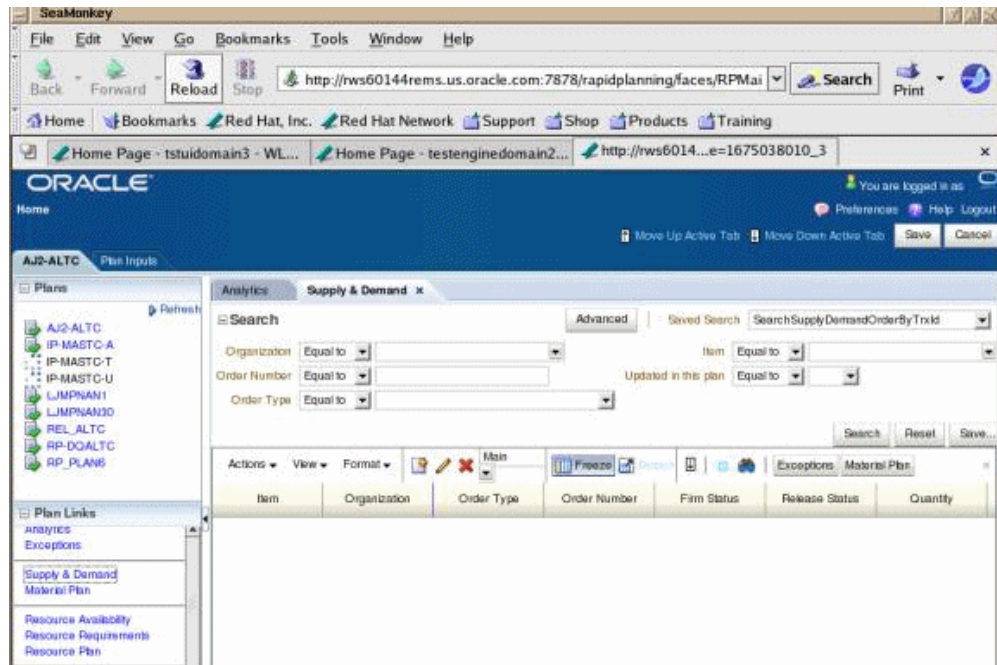 SeaMonkey
File Edit View Go Bookmarks Tools Window Help
Back Forward Reload Stop http://rws60144rems.us.oracle.com:7878/rapidplanning/faces/RPMai Search Print
Home Bookmarks Red Hat, Inc. Red Hat Network Support Shop Products Training
Home Page - tstuidomain3 - WL... Home Page - testenginedomain2... http://rws6014...e=1675038010_3
ORACLE
You are logged in as
Home
Preferences Help Logout
Move Up Active Tab Move Down Active Tab Save Cancel
AJ2-ALTC Plan Inputs
Plans
Refresh
AJ2-ALTC
IP-MASTC-A
IP-MASTC-T
IP-MASTC-U
LJMPNAN1
LJMPNAN30
REL_ALTC
RP-DOALTC
RP_PLAN6
Plan Links
Analytics
Exceptions
Supply & Demand
Material Plan
Resource Availability
Resource Requirements
Resource Plan
Analytics Supply & Demand
Search Advanced Saved Search SearchSupplyDemandOrderByTrxId
Organization Equal to Item Equal to
Order Number Equal to Updated in this plan Equal to
Order Type Equal to
Search Reset Save...
Actions View Format Main Freeze Exceptions Material Plan
Item Organization Order Type Order Number Firm Status Release Status Quantity